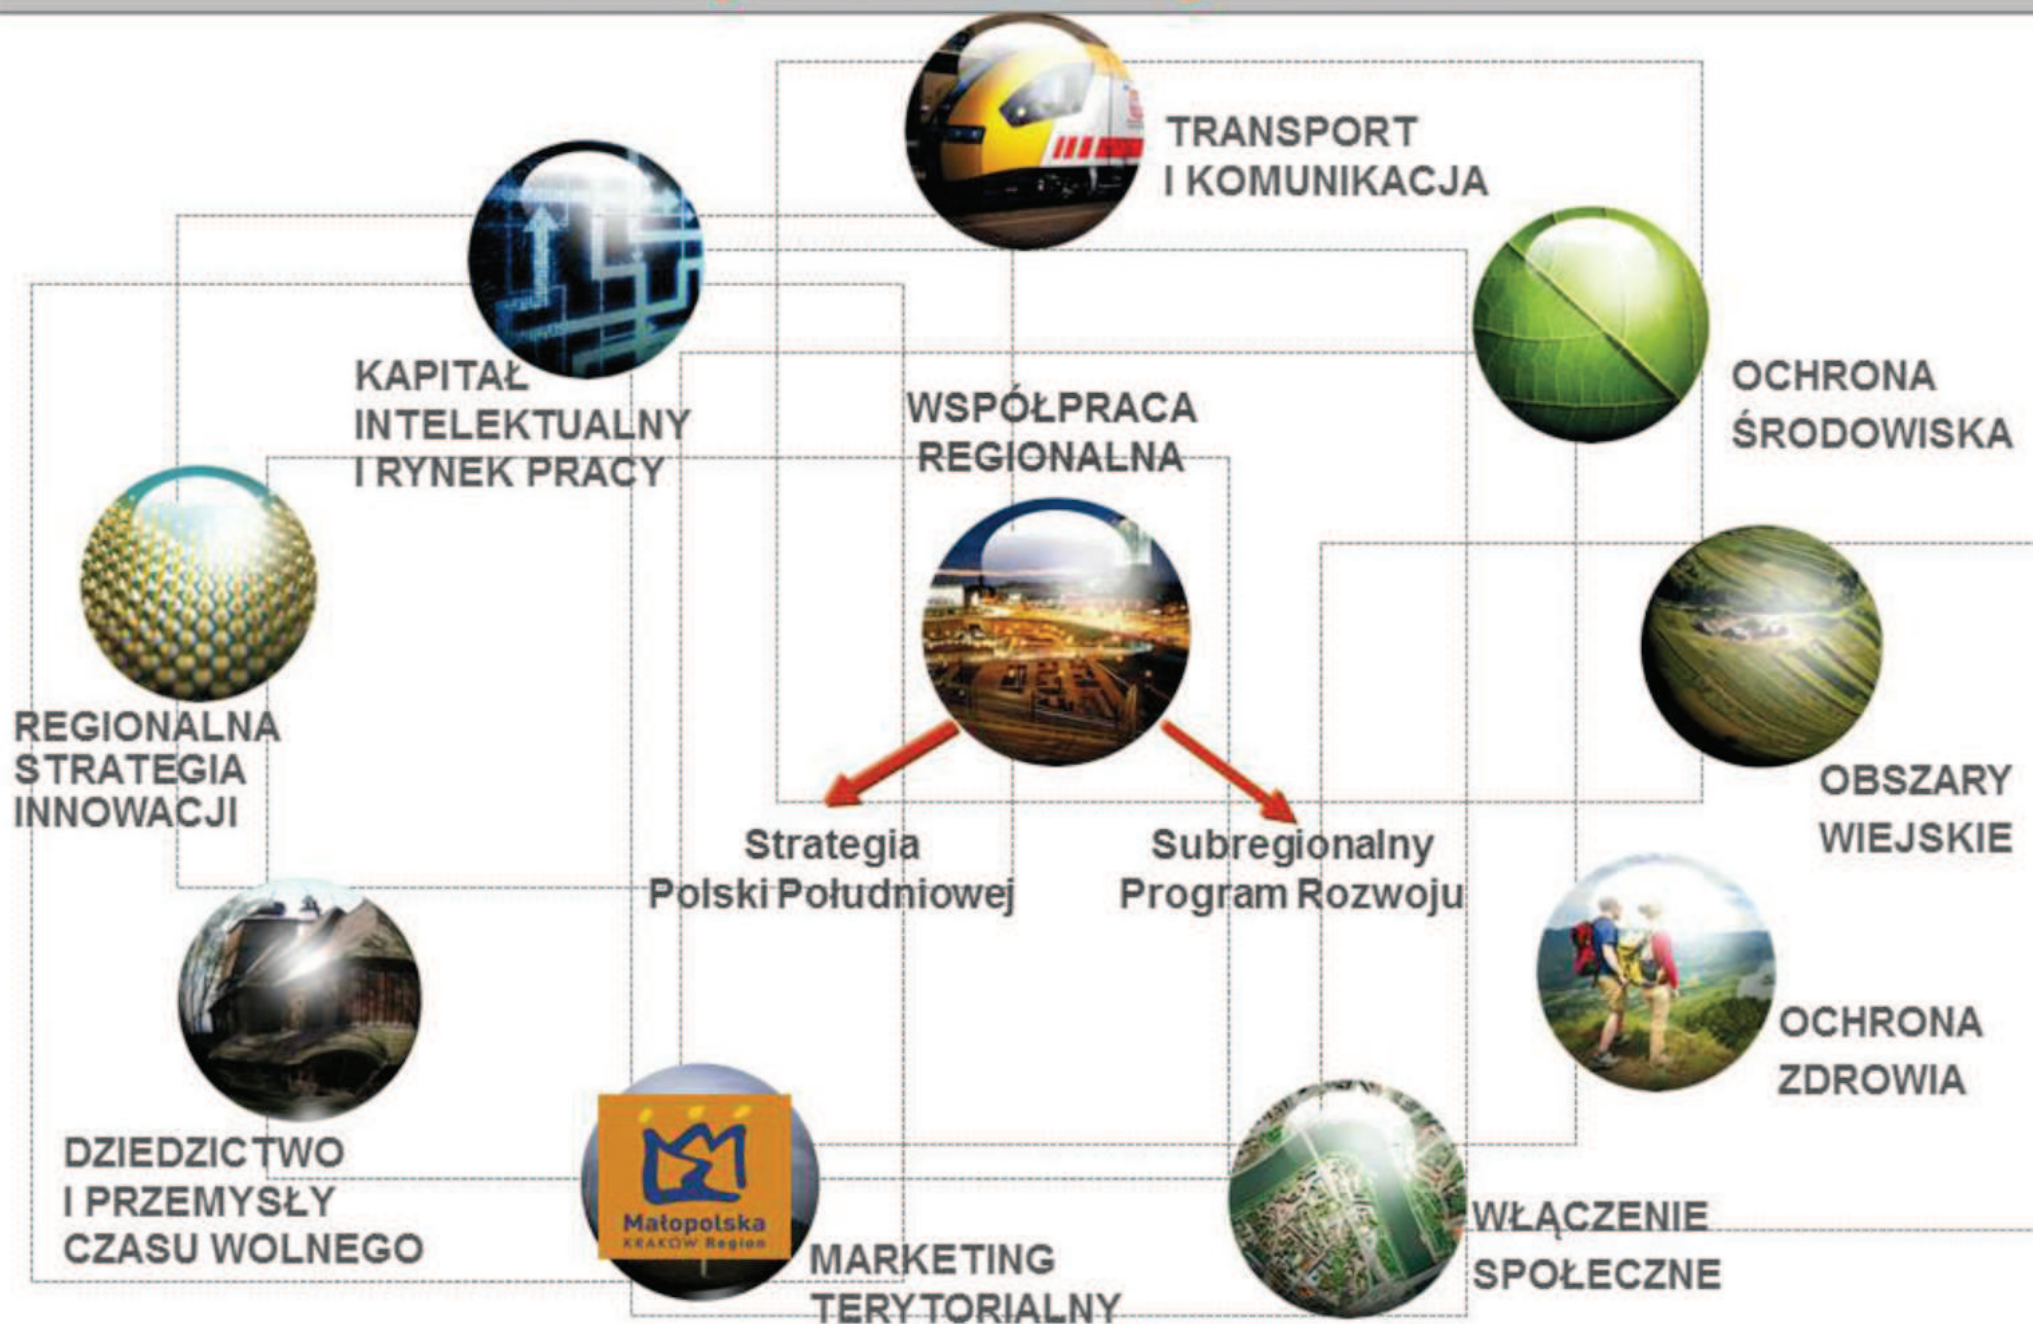 TRANSPORT
I KOMUNIKACJA
KAPITAŁ
INTELEKTUALNY
I RYNEK PRACY
WSPÓŁPRACA
REGIONALNA
OCHRONA
ŚRODOWISKA
REGIONALNA
STRATEGIA
INNOWACJI
OBSZARY
WIEJSKIE
Strategia
Polski Południowej
Subregionalny
Program Rozwoju
OCHRONA
ZDROWIA
DZIEDZICTWO
I PRZEMYSŁY
CZASU WOLNEGO
Małopolska
KRAKÓW Region
MARKETING
TERYTORIALNY
WŁĄCZENIE
SPOŁECZNE